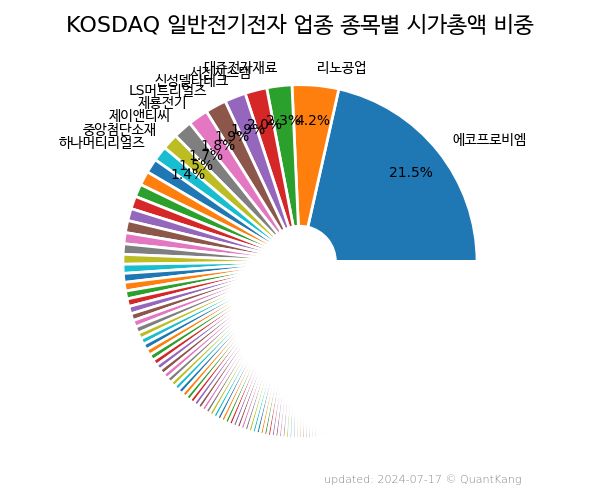 KOSDAQ 일반전기전자 업종 종목별 시가총액 비중
에코프로비엠
리노공업
대주전자재료
서진시스템
신성델타테크
LS머트리얼즈
제룡전기
제이앤티씨
중앙첨단소재
하나머티리얼즈
21.5%
4.2%
2.3%
2.0%
1.9%
1.9%
1.8%
1.7%
1.5%
1.4%
updated: 2024-07-17 © QuantKang